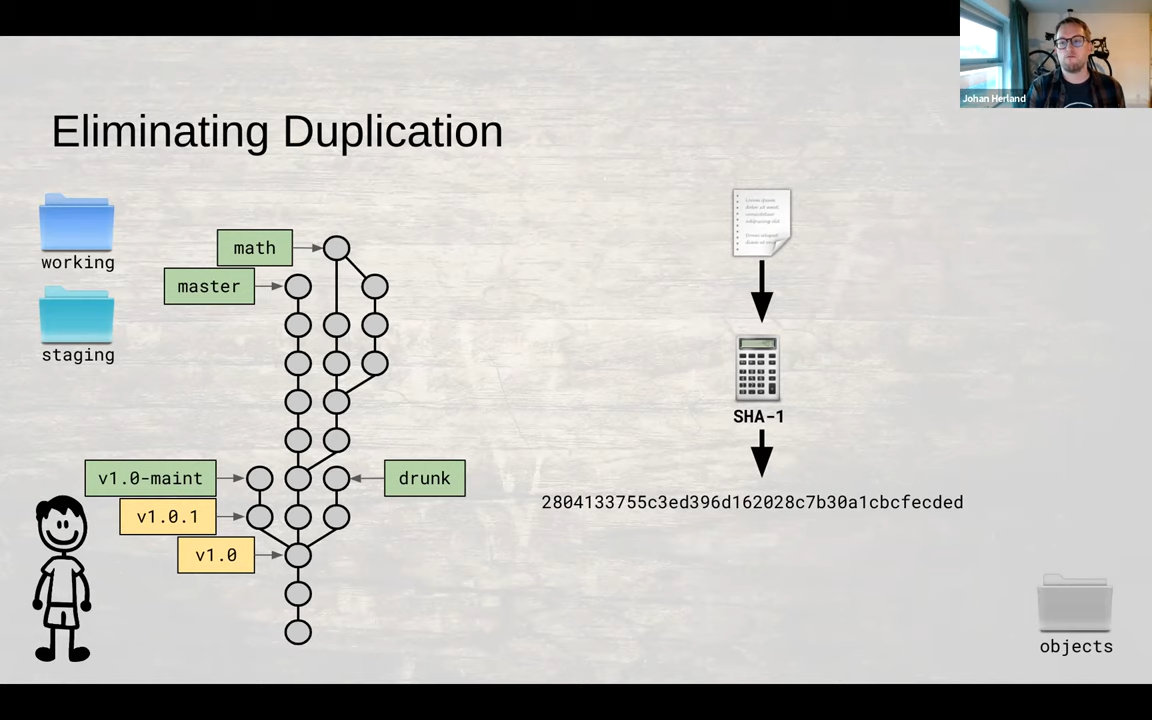 Johan Herland
Eliminating Duplication
working
staging
math
master
v1.0-maint
drunk
v1.0.1
v1.0
SHA-1
2804133755c3ed396d162028c7b30a1cbcfecded
objects